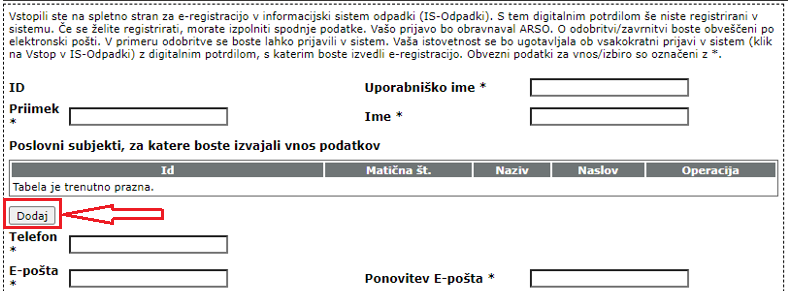 Vstopili ste na spletno stran za e-registracijo v informacijski sistem odpadki (IS-Odpadki). S tem digitalnim potrdilom še niste registrirani v
sistemu. Če se želite registrirati, morate izpolniti spodnje podatke. Vašo prijavo bo obravnaval ARSO. O odobritvi/zavrnitvi boste obveščeni po
elektronski pošti. V primeru odobritve se boste lahko prijavili v sistem. Vaša istovetnost se bo ugotavljala ob vsakokratni prijavi v sistem (klik
na Vstop v IS-Odpadki) z digitalnim potrdilom, s katerim boste izvedli e-registracijo. Obvezni podatki za vnos/izbiro so označeni z *.
ID Uporabniško ime *
Priimek * Ime *
Poslovni subjekti, za katere boste izvajali vnos podatkov
Id Matična št. Naziv Naslov Operacija
Tabela je trenutno prazna.
Dodaj
Telefon *
E-pošta * Ponovitev E-pošta *